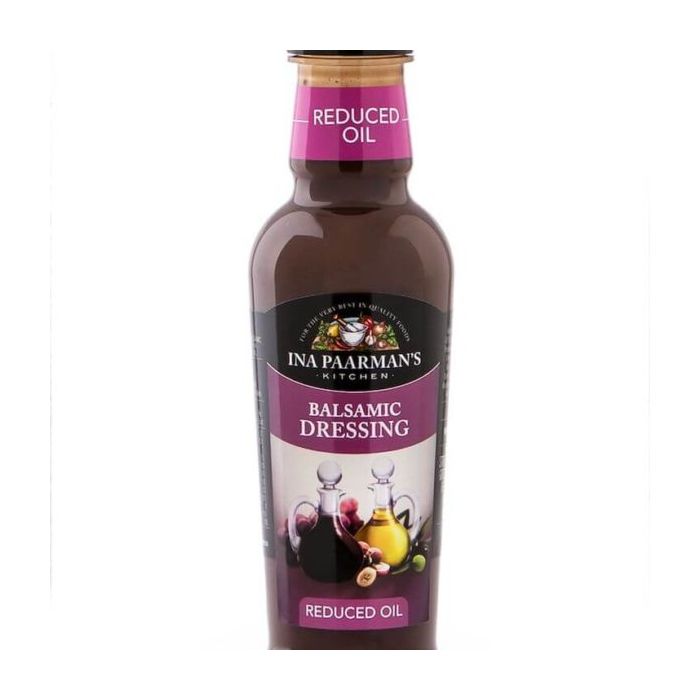 REDUCED
OIL
FOR THE VERY BEST IN QUALITY FOODS
INA PAARMAN'S
· KITCHEN ·
BALSAMIC
DRESSING
REDUCED OIL